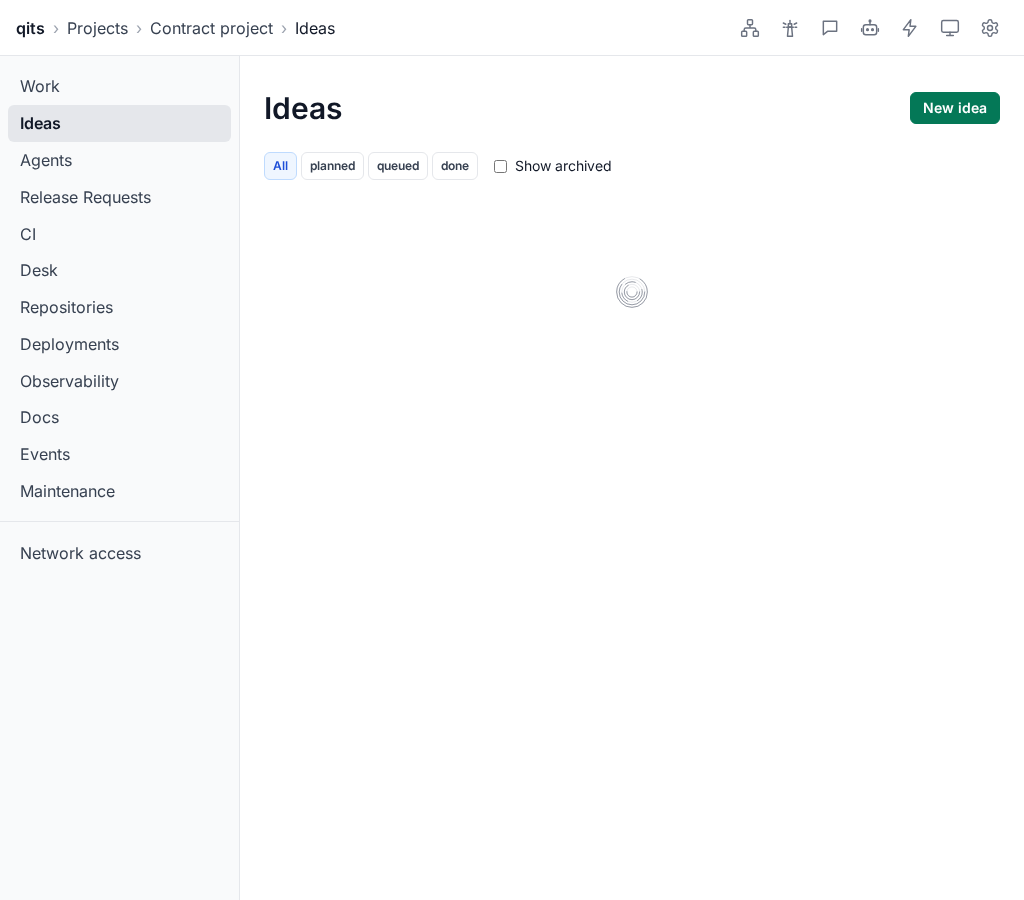 qits › Projects › Contract project › Ideas
Work
Ideas
Agents
Release Requests
CI
Desk
Repositories
Deployments
Observability
Docs
Events
Maintenance
Network access
Ideas
New idea
All planned queued done Show archived